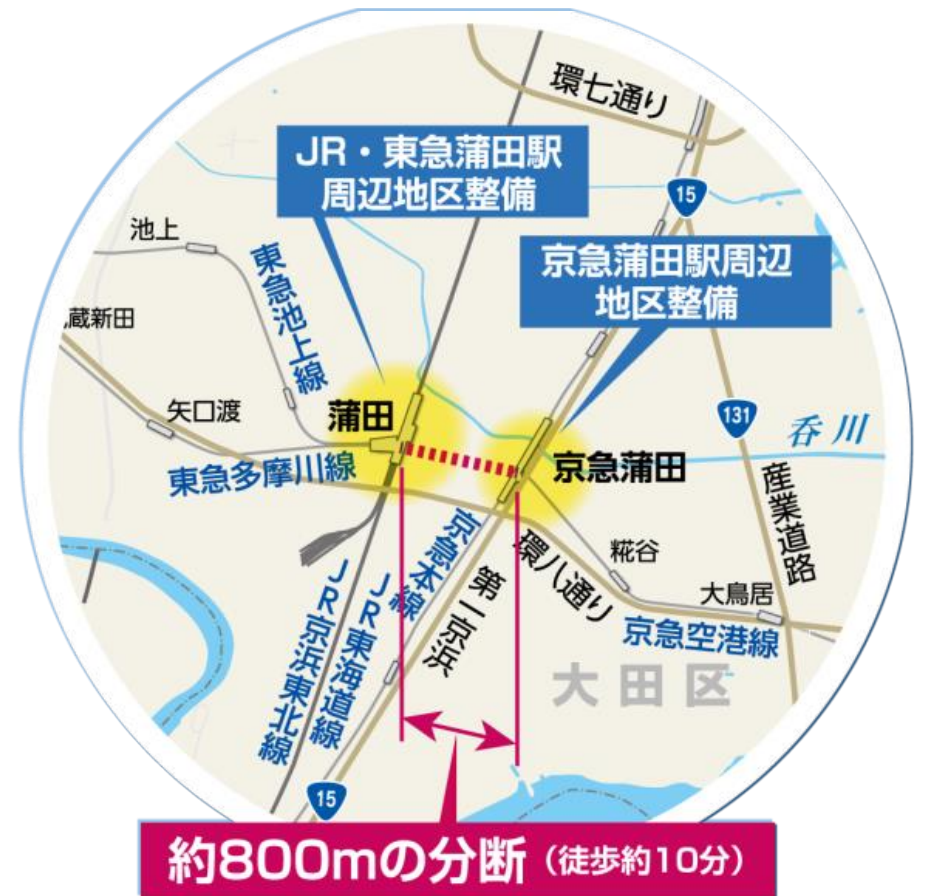 環七通り
JR・東急蒲田駅
周辺地区整備
15
池上
東急池上線
京急蒲田駅周辺
地区整備
蔵新田
矢口渡
蒲田
131
呑川
東急多摩川線
京急蒲田
産業道路
京急本線
環八通り
糀谷
第一京浜
大鳥居
JR東海道線
JR京浜東北線
京急空港線
大田区
15
約800mの分断（徒歩約10分）